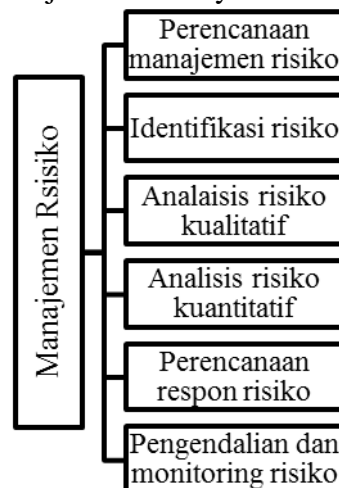 Manajemen Rsisiko
Perencanaan
manajemen risiko
Identifikasi risiko
Analaisis risiko
kualitatif
Analisis risiko
kuantitatif
Perencanaan
respon risiko
Pengendalian dan
monitoring risiko